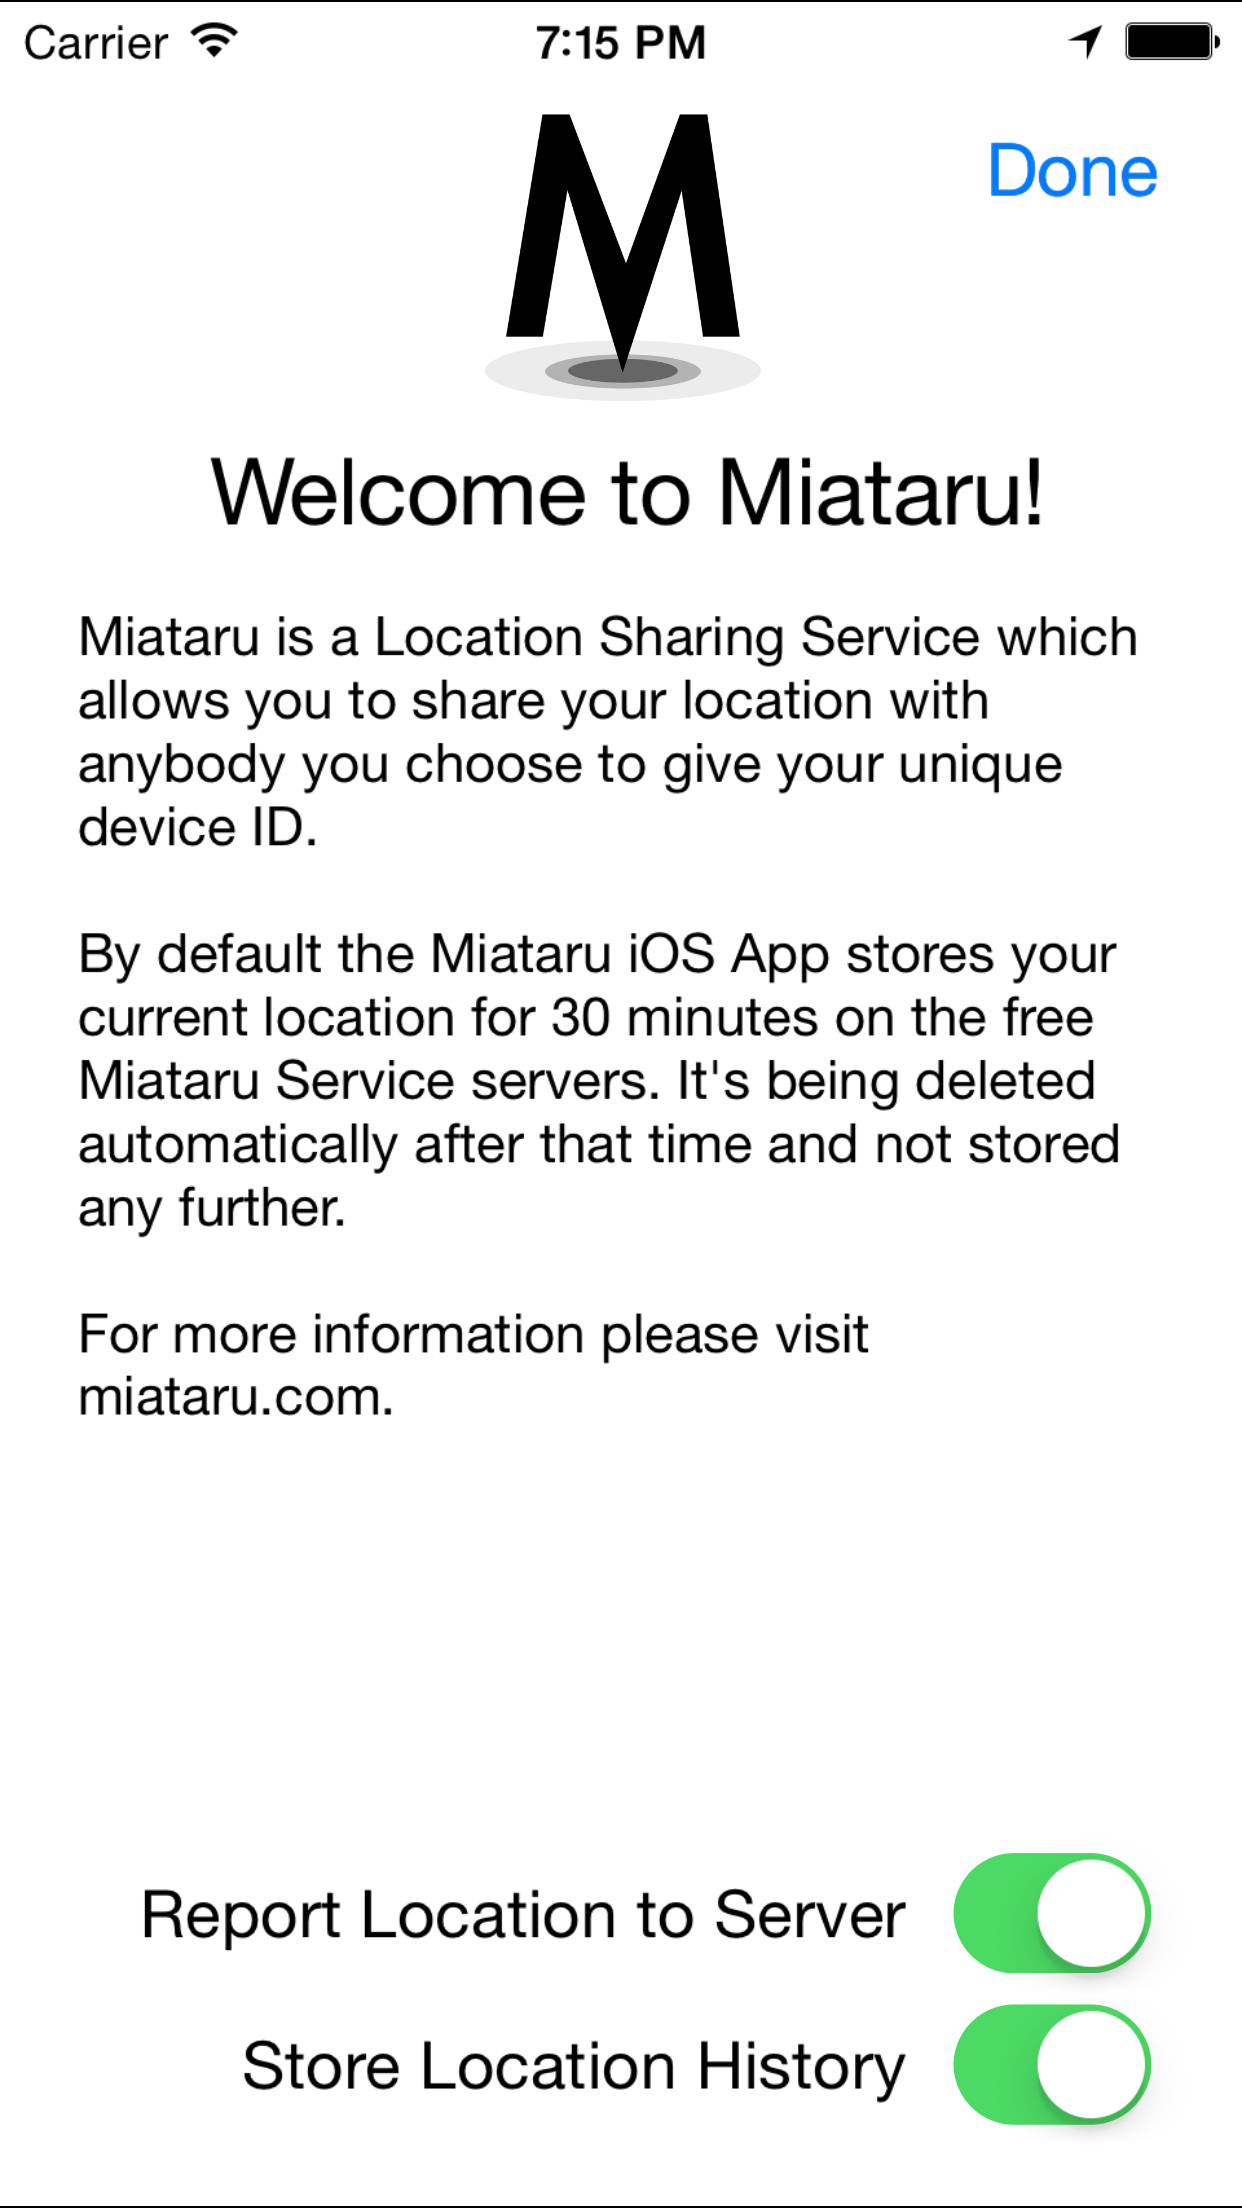 Carrier 7:15 PM
M
Done
Welcome to Miataru!
Miataru is a Location Sharing Service which
allows you to share your location with
anybody you choose to give your unique
device ID.
By default the Miataru iOS App stores your
current location for 30 minutes on the free
Miataru Service servers. It's being deleted
automatically after that time and not stored
any further.
For more information please visit
miataru.com.
Report Location to Server
Store Location History